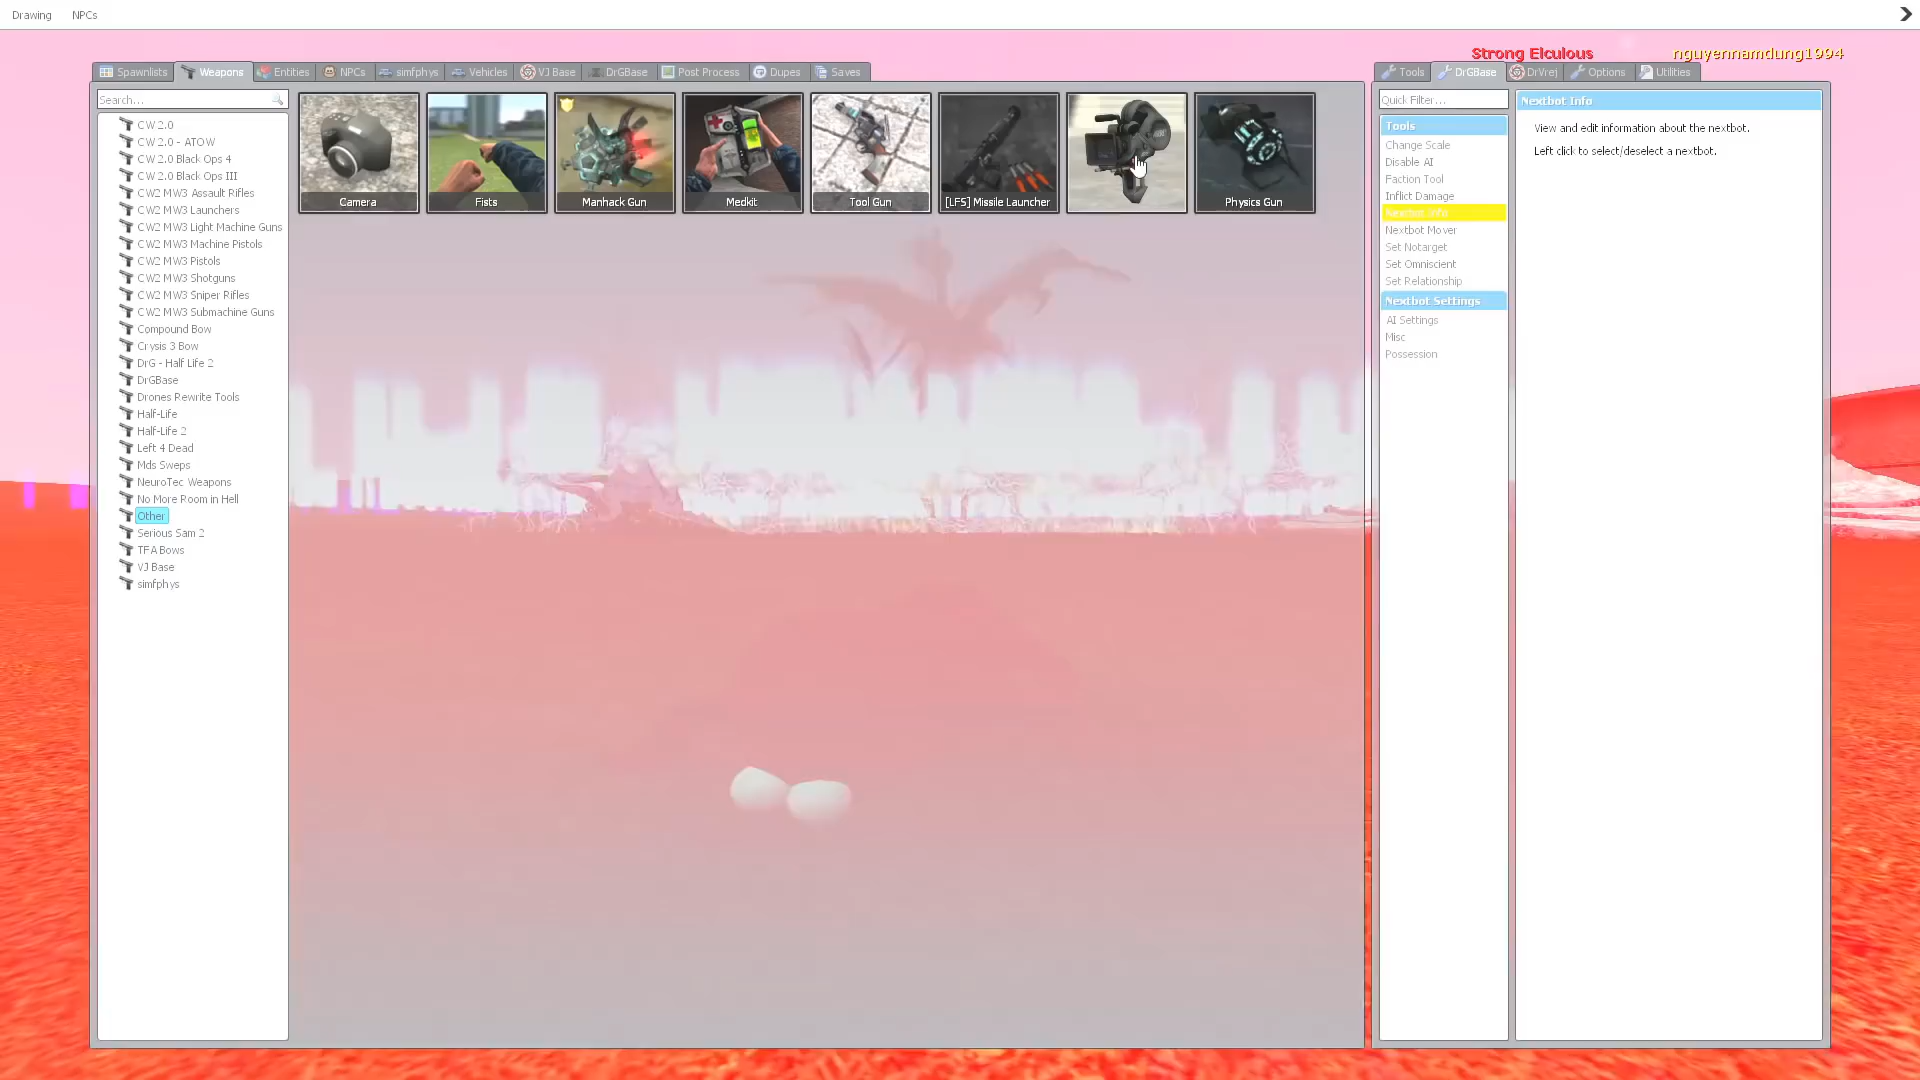 Drawing NPCs
Strong Elculous nguyennamdung1994
Spawnlists Weapons Entities NPCs simfphys Vehicles VJ Base DrGBase Post Process Dupes Saves
Tools DrGBase DrVrej Options Utilities
Search...
CW 2.0
CW 2.0 - ATOW
CW 2.0 Black Ops 4
CW 2.0 Black Ops III
CW2 MW3 Assault Rifles
CW2 MW3 Launchers
CW2 MW3 Light Machine Guns
CW2 MW3 Machine Pistols
CW2 MW3 Pistols
CW2 MW3 Shotguns
CW2 MW3 Sniper Rifles
CW2 MW3 Submachine Guns
Compound Bow
Crysis 3 Bow
DrG - Half Life 2
DrGBase
Drones Rewrite Tools
Half-Life
Half-Life 2
Left 4 Dead
Mds Sweps
NeuroTec Weapons
No More Room in Hell
Other
Serious Sam 2
TFA Bows
VJ Base
simfphys
Camera
Fists
Manhack Gun
Medkit
Tool Gun
[LFS] Missile Launcher
Physics Gun
Quick Filter...
Tools
Change Scale
Disable AI
Faction Tool
Inflict Damage
Nextbot Info
Nextbot Mover
Set Notarget
Set Omniscient
Set Relationship
Nextbot Settings
AI Settings
Misc
Possession
Nextbot Info
View and edit information about the nextbot.
Left click to select/deselect a nextbot.